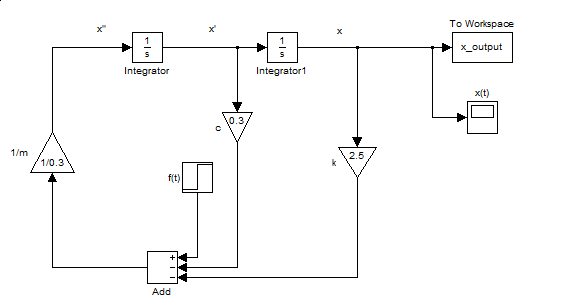 x''
x'
x
To Workspace
1
s
1
s
x_output
Integrator
Integrator1
x(t)
0.3
c
1/m
1/0.3
2.5
k
f(t)
+
−
−
Add